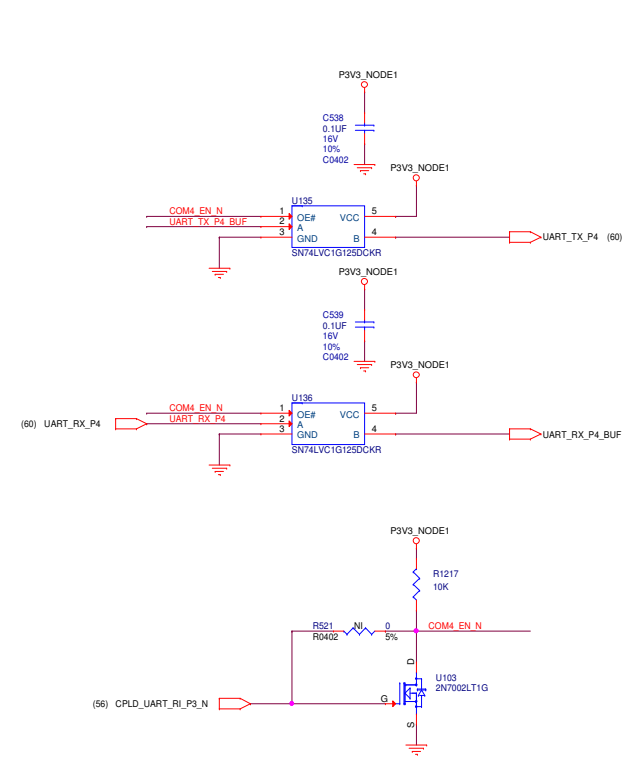 P3V3_NODE1
C538
0.1UF
16V
10%
C0402
P3V3_NODE1
U135
COM4_EN_N 1 OE# VCC 5
UART_TX_P4_BUF 2 A
3 GND B 4 UART_TX_P4 (60)
SN74LVC1G125DCKR
P3V3_NODE1
C539
0.1UF
16V
10%
C0402
P3V3_NODE1
U136
COM4_EN_N 1 OE# VCC 5
(60) UART_RX_P4 UART_RX_P4 2 A
3 GND B 4 UART_RX_P4_BUF
SN74LVC1G125DCKR
P3V3_NODE1
R1217
10K
R521 NI 0 COM4_EN_N
R0402 5%
D
U103
2N7002LT1G
(56) CPLD_UART_RI_P3_N G
S